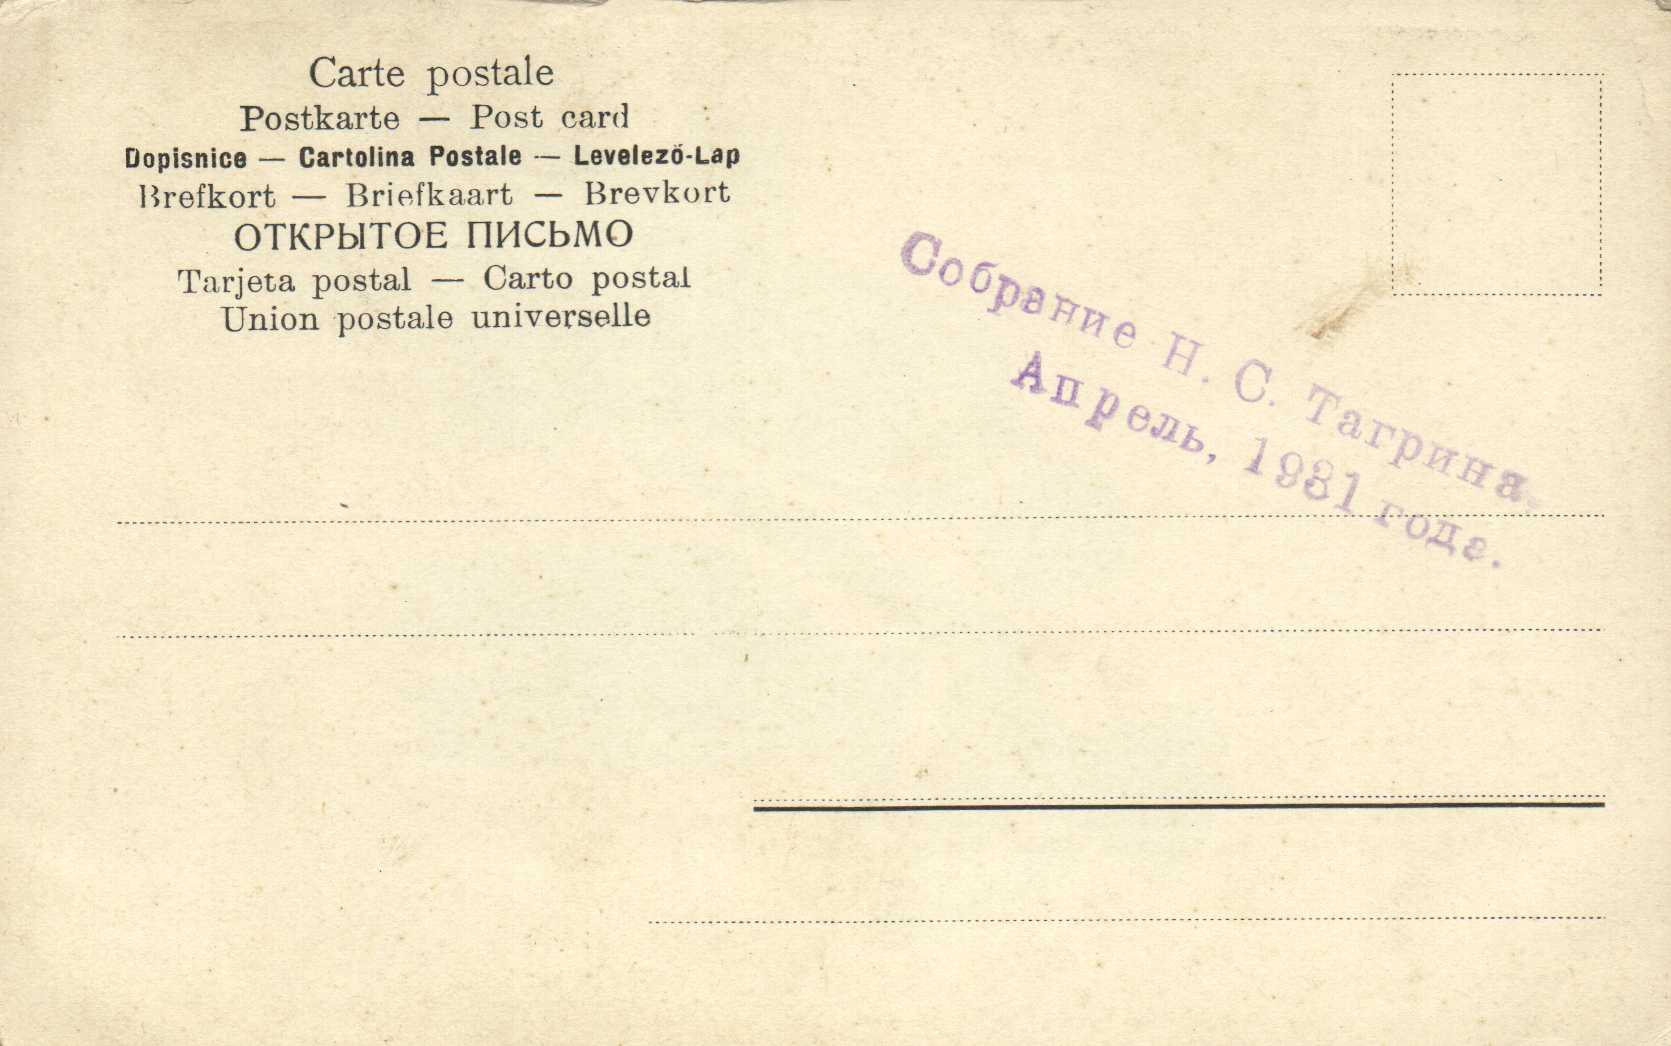 Carte postale
Postkarte — Post card
Dopisnice — Cartolina Postale — Levelező-Lap
Brefkort — Briefkaart — Brevkort
ОТКРЫТОЕ ПИСЬМО
Tarjeta postal — Carto postal
Union postale universelle
Собрание Н. С. Тагрина.
Апрель, 1931 года.